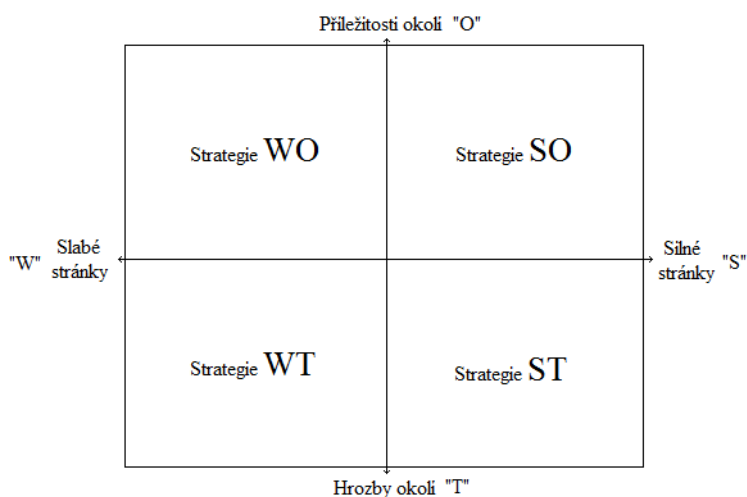 Příležitosti okolí "O"
Strategie WO
Strategie SO
"W" Slabé
stránky
Silné
stránky "S"
Strategie WT
Strategie ST
Hrozby okolí "T"